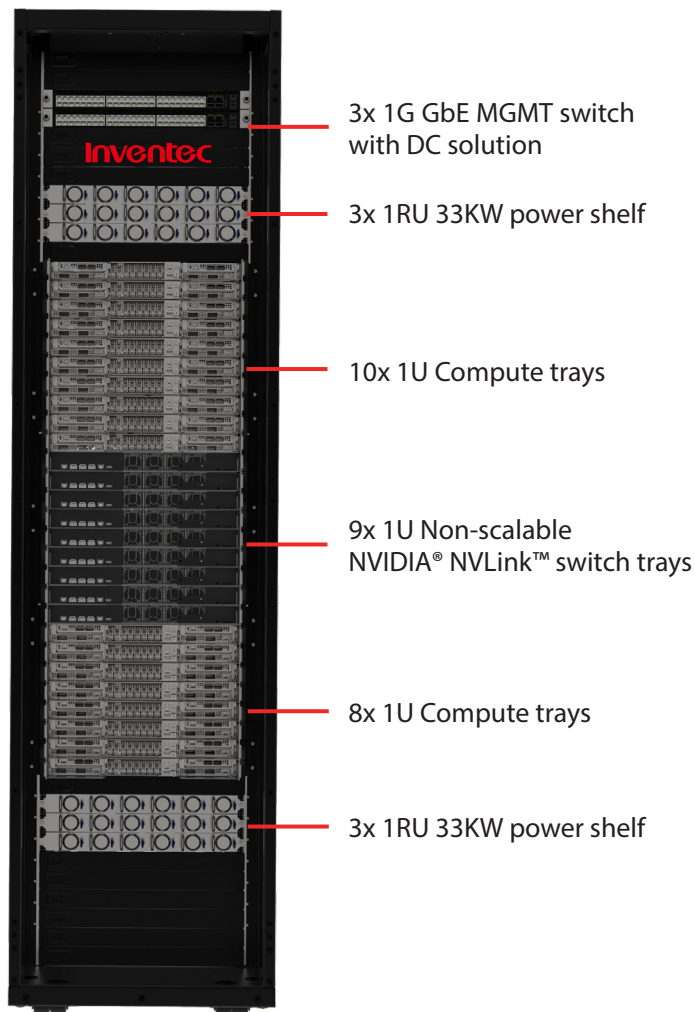 3x 1G GbE MGMT switch
with DC solution
Inventec
3x 1RU 33KW power shelf
10x 1U Compute trays
9x 1U Non-scalable
NVIDIA® NVLink™ switch trays
8x 1U Compute trays
3x 1RU 33KW power shelf